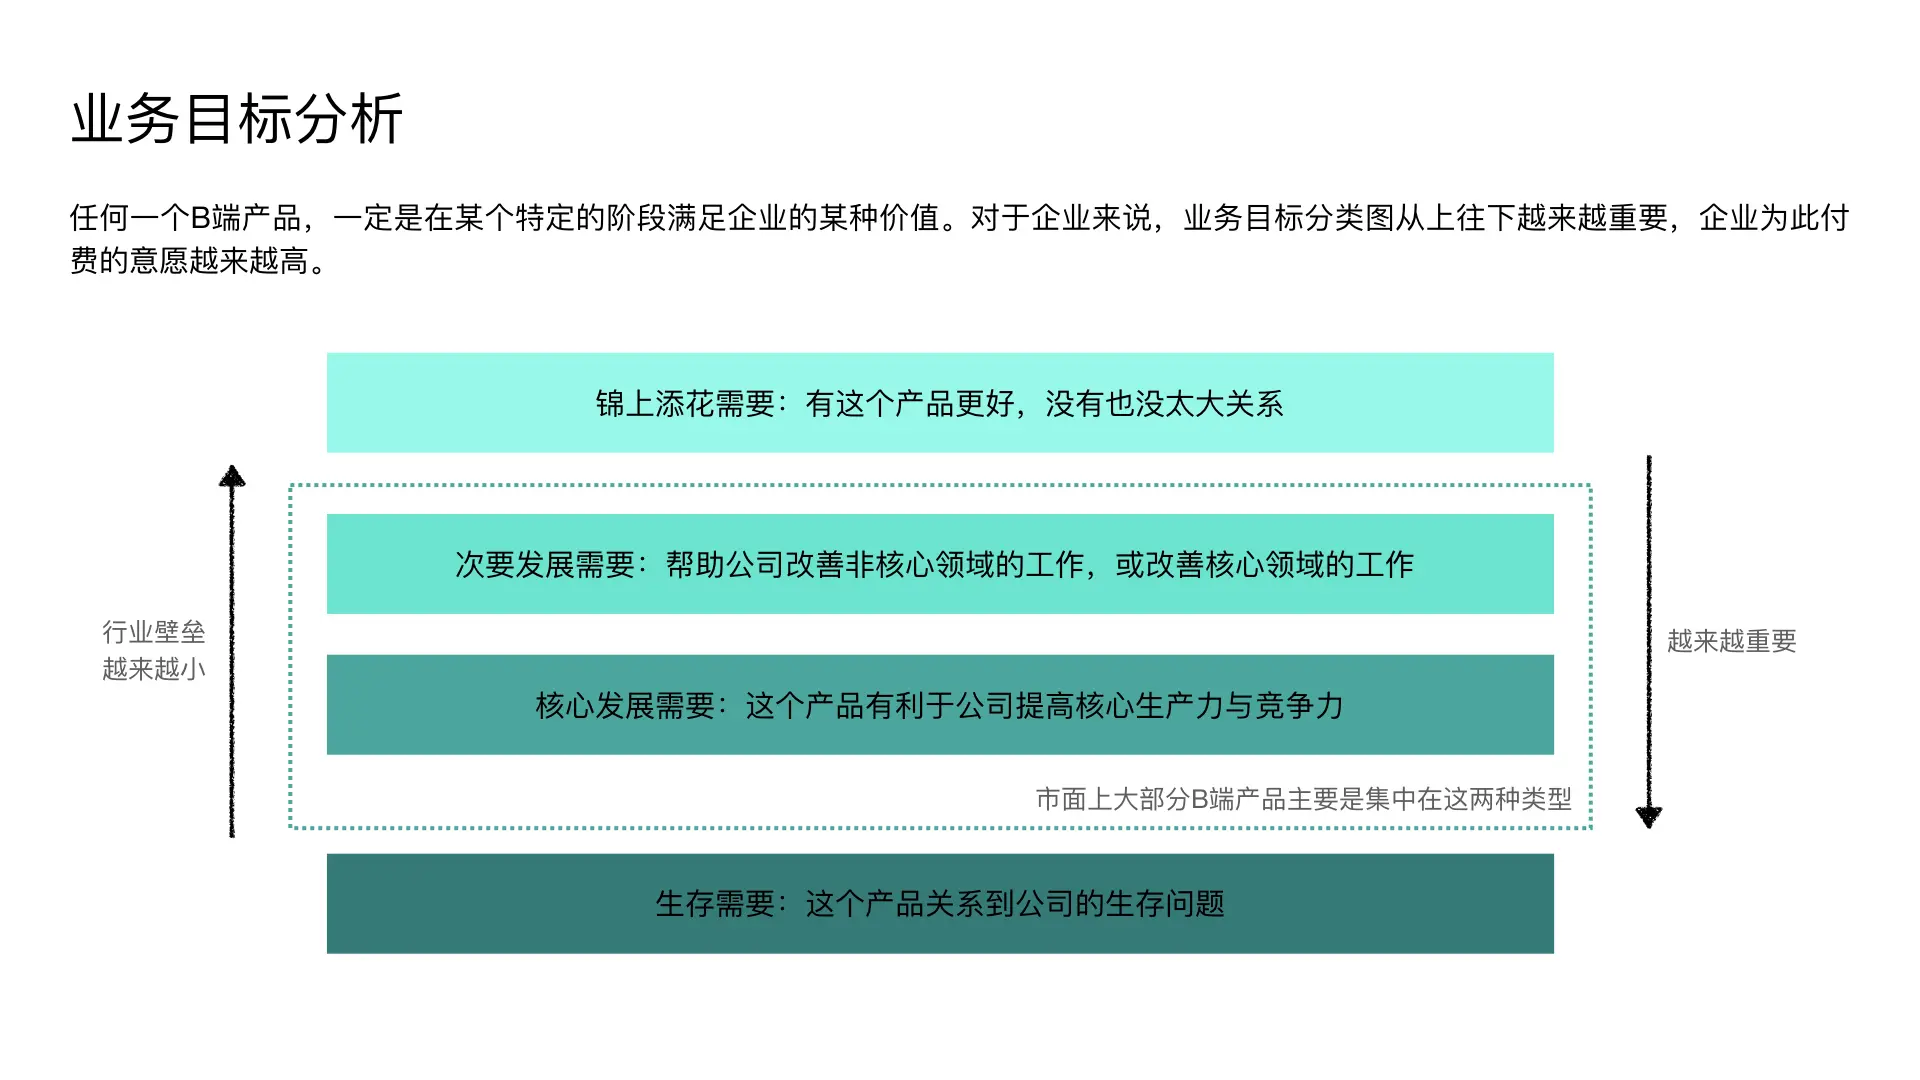 业务目标分析
任何一个B端产品，一定是在某个特定的阶段满足企业的某种价值。对于企业来说，业务目标分类图从上往下越来越重要，企业为此付
费的意愿越来越高。
锦上添花需要：有这个产品更好，没有也没太大关系
次要发展需要：帮助公司改善非核心领域的工作，或改善核心领域的工作
行业壁垒
越来越小
越来越重要
核心发展需要：这个产品有利于公司提高核心生产力与竞争力
市面上大部分B端产品主要是集中在这两种类型
生存需要：这个产品关系到公司的生存问题